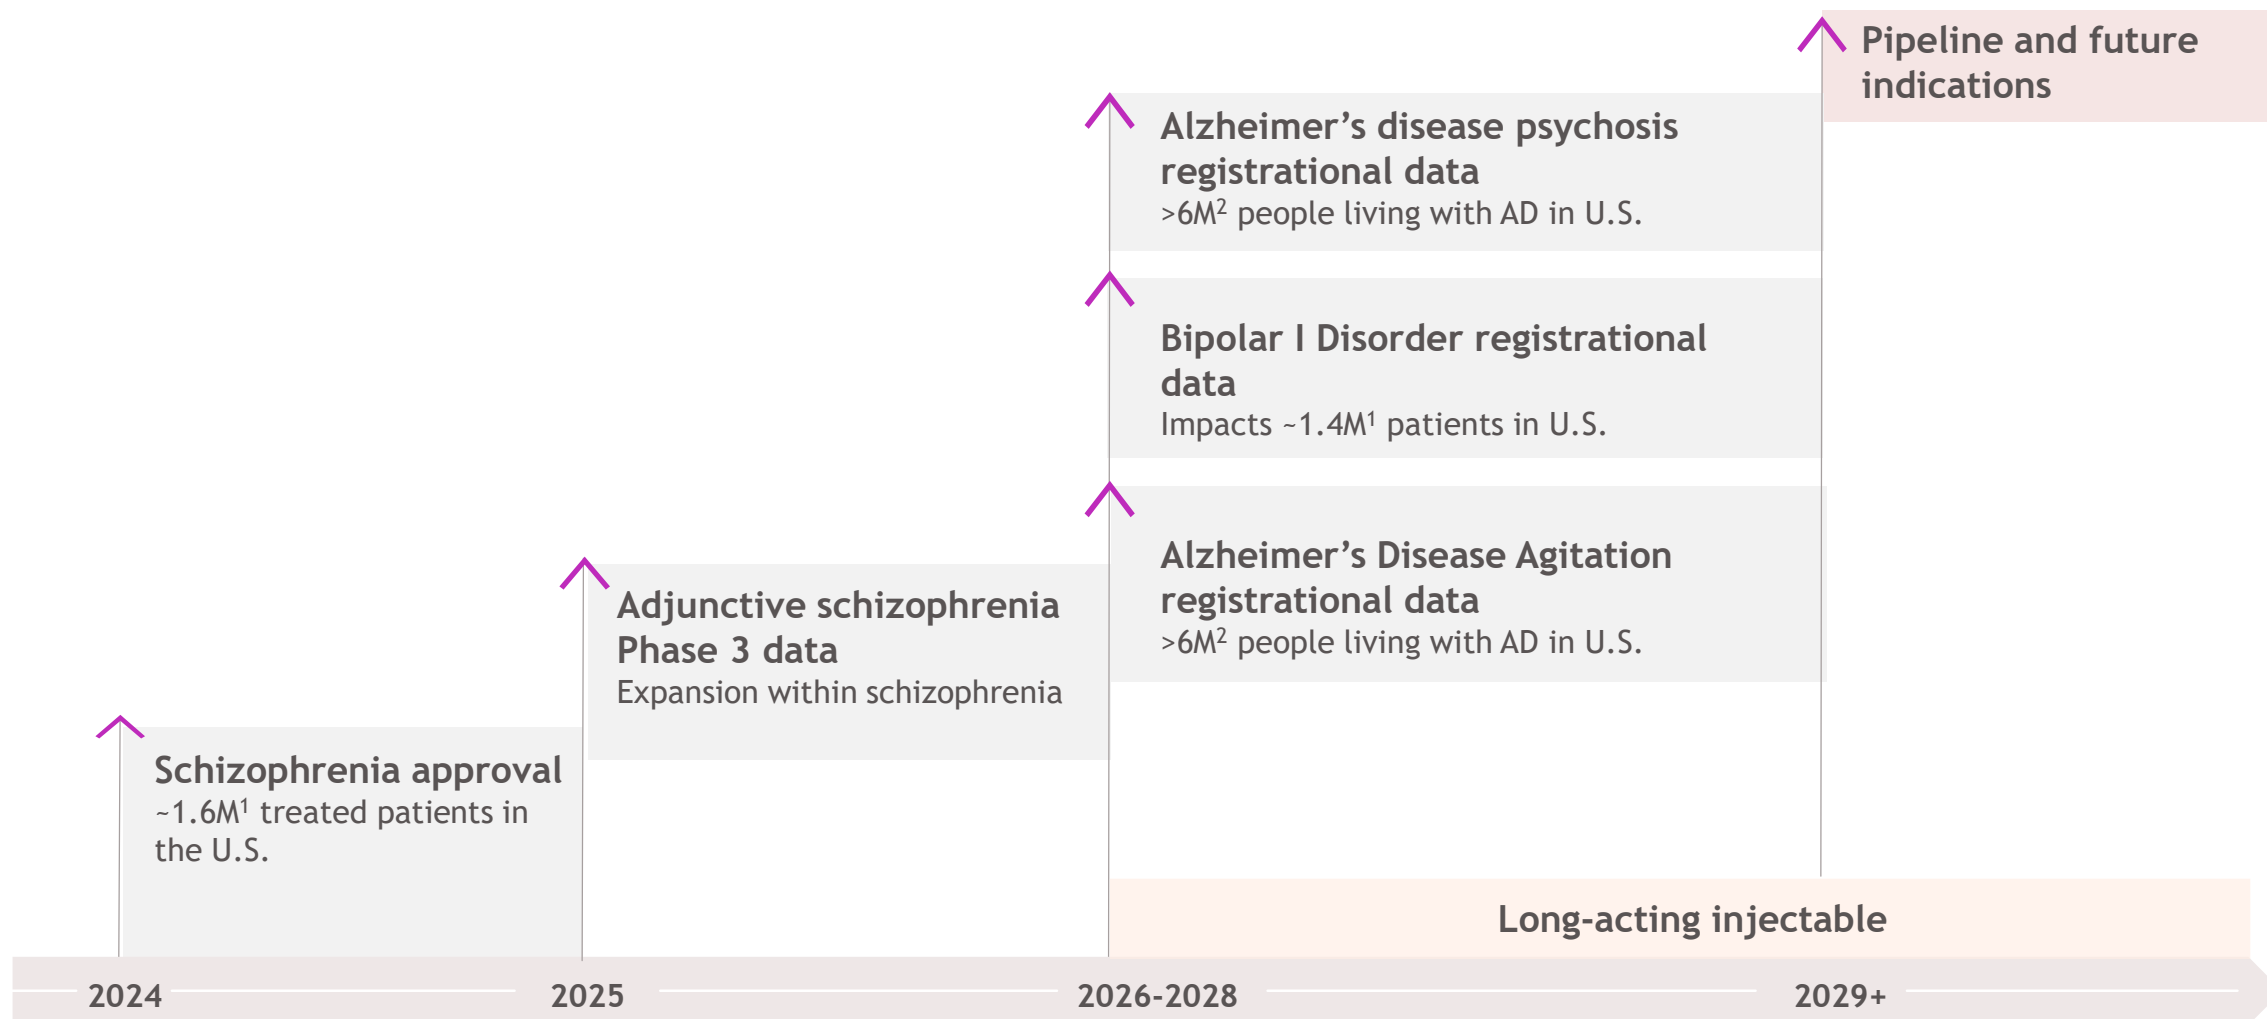 Pipeline and future
indications
Alzheimer’s disease psychosis
registrational data
>6M² people living with AD in U.S.
Bipolar I Disorder registrational
data
Impacts ~1.4M¹ patients in U.S.
Alzheimer’s Disease Agitation
registrational data
>6M² people living with AD in U.S.
Adjunctive schizophrenia
Phase 3 data
Expansion within schizophrenia
Schizophrenia approval
~1.6M¹ treated patients in
the U.S.
Long-acting injectable
2024
2025
2026-2028
2029+